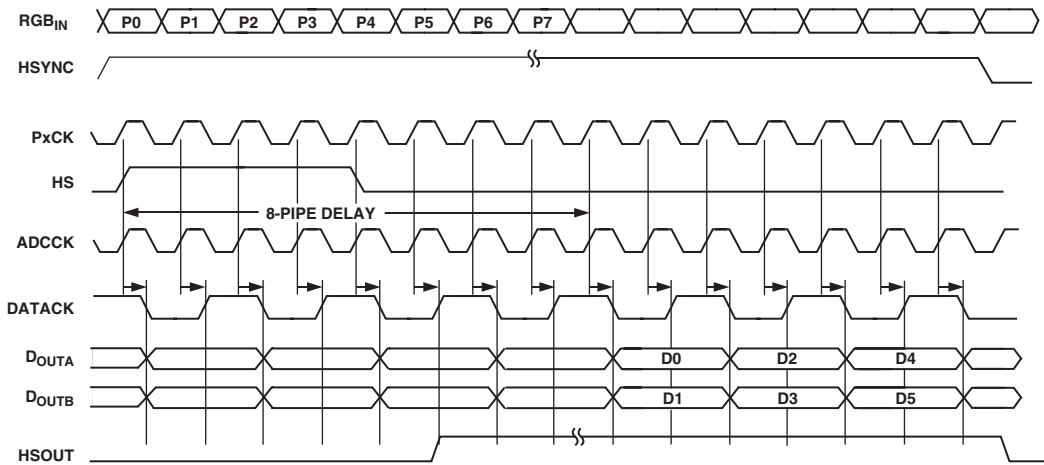 RGBIN P0 P1 P2 P3 P4 P5 P6 P7
HSYNC
PxCK
HS
8-PIPE DELAY
ADCCK
DATACK
DOUTA D0 D2 D4
DOUTB D1 D3 D5
HSOUT